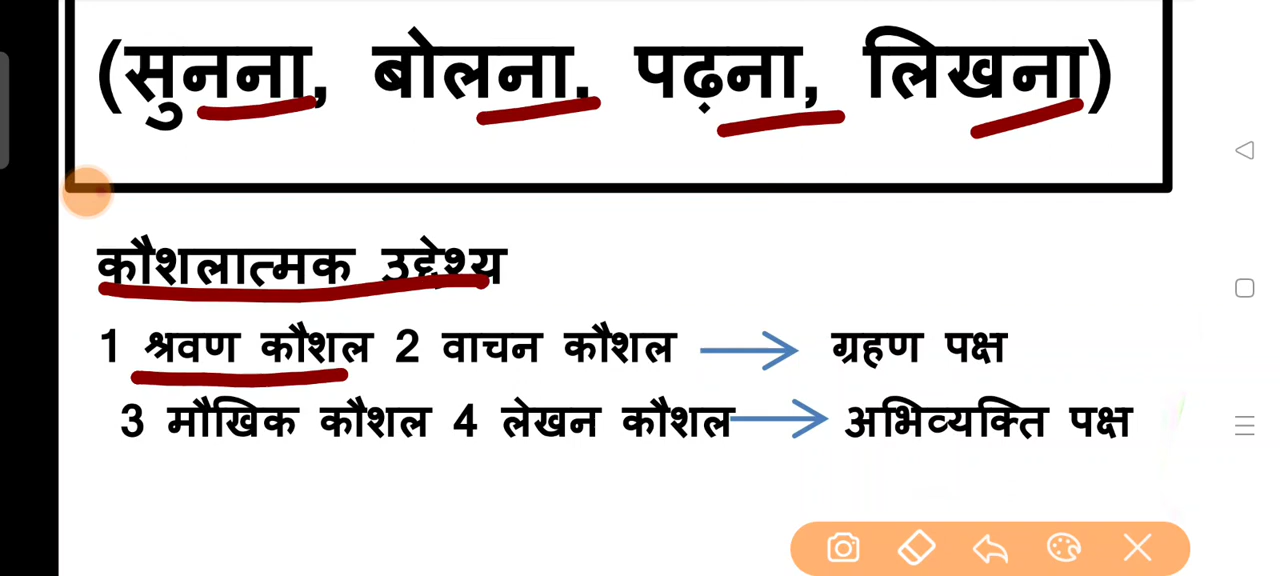 (सुनना, बोलना, पढ़ना, लिखना)
कौशलात्मक उद्देश्य
1 श्रवण कौशल 2 वाचन कौशल ग्रहण पक्ष
3 मौखिक कौशल 4 लेखन कौशल अभिव्यक्ति पक्ष